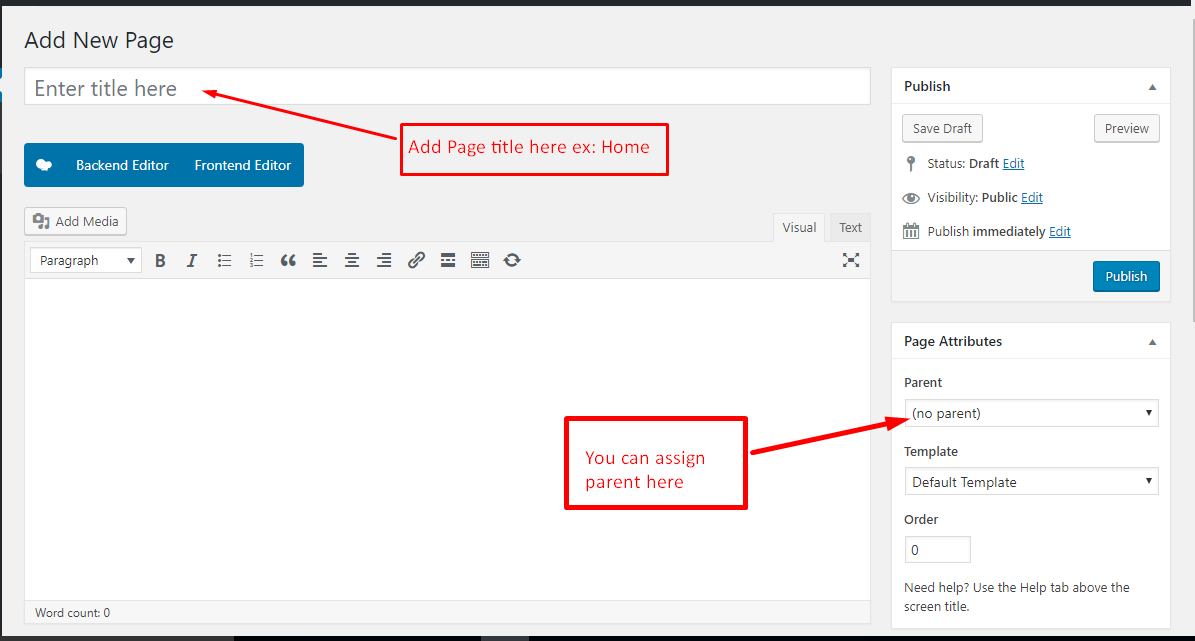 Add New Page
Enter title here
Add Page title here ex: Home
Backend Editor Frontend Editor
Add Media
Visual Text
Paragraph
You can assign
parent here
Word count: 0
Publish
Save Draft Preview
Status: Draft Edit
Visibility: Public Edit
Publish immediately Edit
Publish
Page Attributes
Parent
(no parent)
Template
Default Template
Order
0
Need help? Use the Help tab above the
screen title.